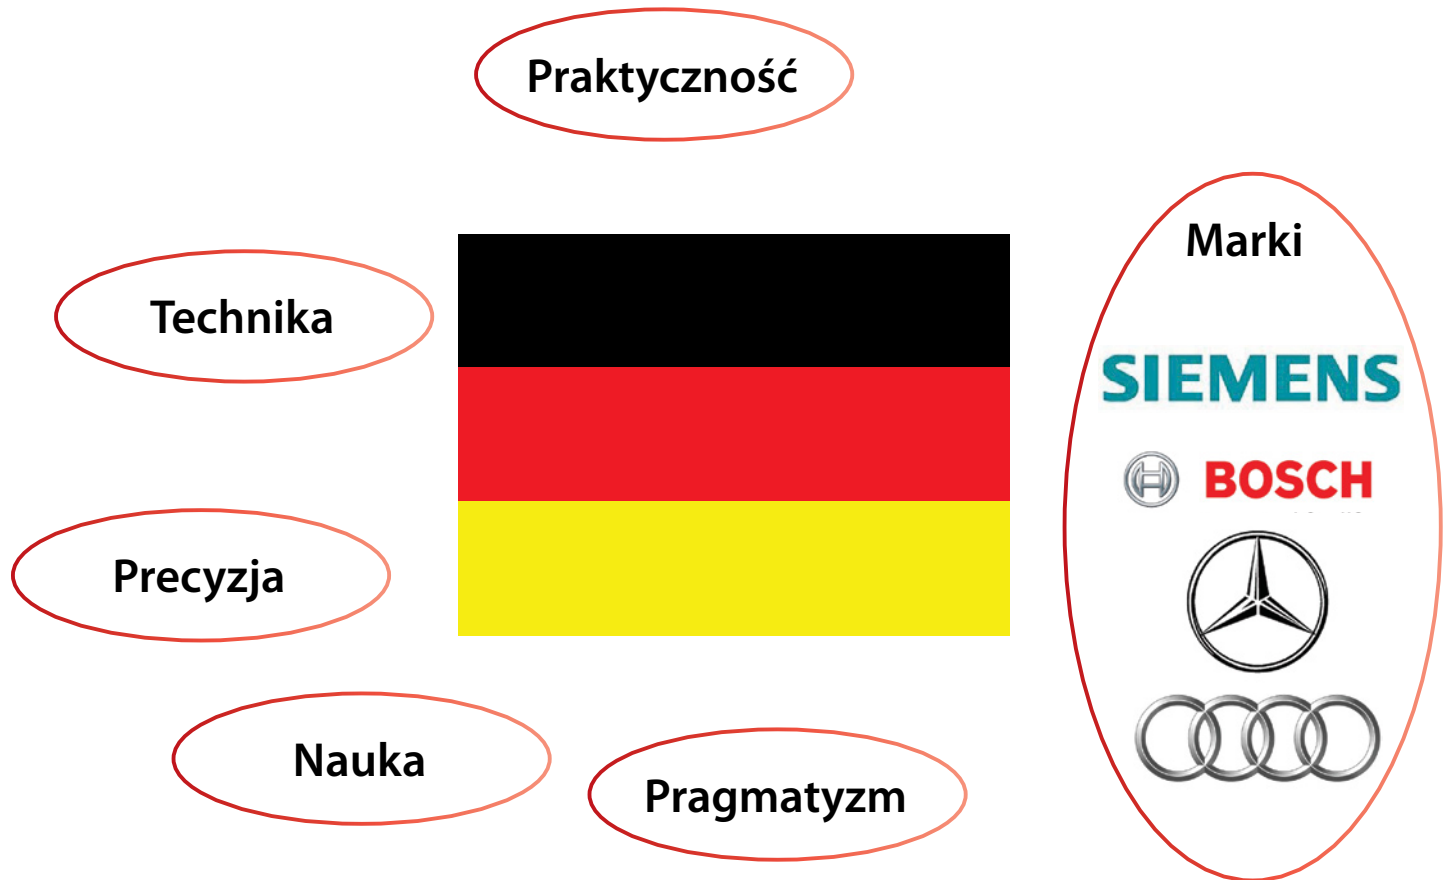 Praktyczność
Technika
Precyzja
Nauka
Pragmatyzm
Marki
SIEMENS
BOSCH